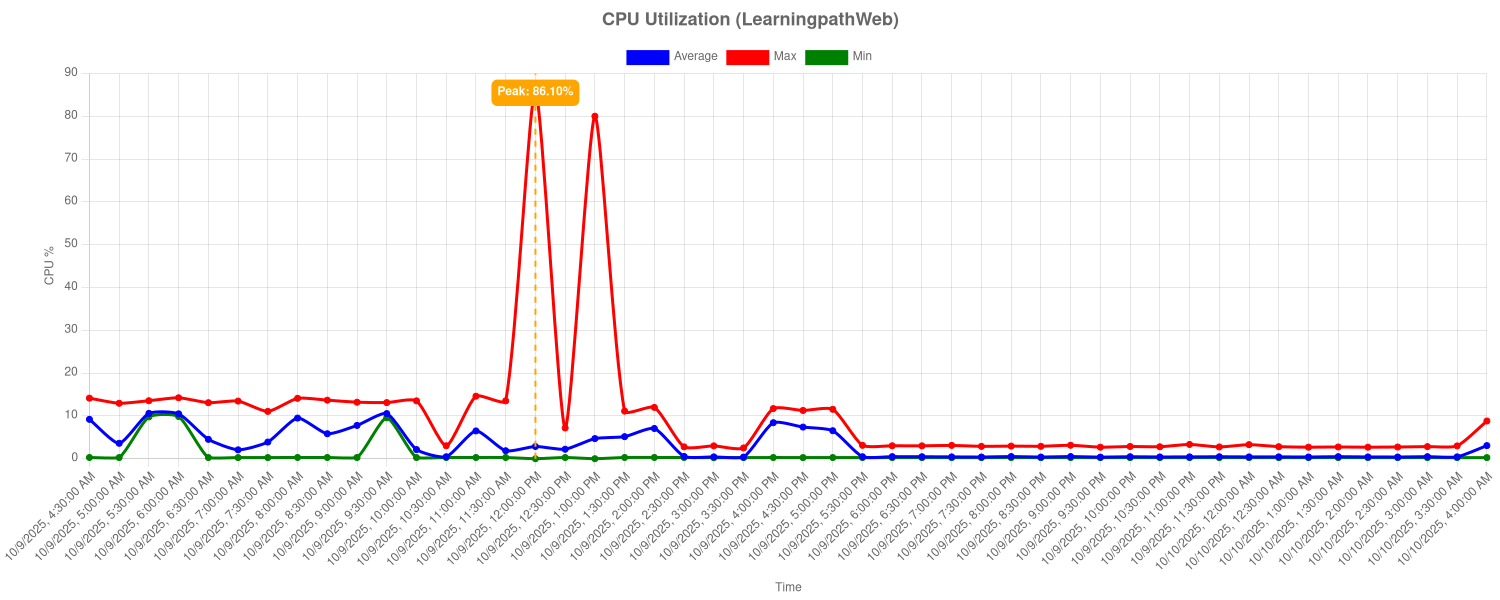 CPU Utilization (LearningpathWeb)
Average Max Min
90
Peak: 86.10%
80
70
60
50
40
30
20
10
0
CPU %
10/9/2025, 4:30:00 AM
10/9/2025, 5:00:00 AM
10/9/2025, 5:30:00 AM
10/9/2025, 6:00:00 AM
10/9/2025, 6:30:00 AM
10/9/2025, 7:00:00 AM
10/9/2025, 7:30:00 AM
10/9/2025, 8:00:00 AM
10/9/2025, 8:30:00 AM
10/9/2025, 9:00:00 AM
10/9/2025, 9:30:00 AM
10/9/2025, 10:00:00 AM
10/9/2025, 10:30:00 AM
10/9/2025, 11:00:00 AM
10/9/2025, 11:30:00 AM
10/9/2025, 12:00:00 PM
10/9/2025, 12:30:00 PM
10/9/2025, 1:00:00 PM
10/9/2025, 1:30:00 PM
10/9/2025, 2:00:00 PM
10/9/2025, 2:30:00 PM
10/9/2025, 3:00:00 PM
10/9/2025, 3:30:00 PM
10/9/2025, 4:00:00 PM
10/9/2025, 4:30:00 PM
10/9/2025, 5:00:00 PM
10/9/2025, 5:30:00 PM
10/9/2025, 6:00:00 PM
10/9/2025, 6:30:00 PM
10/9/2025, 7:00:00 PM
10/9/2025, 7:30:00 PM
10/9/2025, 8:00:00 PM
10/9/2025, 8:30:00 PM
10/9/2025, 9:00:00 PM
10/9/2025, 9:30:00 PM
10/9/2025, 10:00:00 PM
10/9/2025, 10:30:00 PM
10/9/2025, 11:00:00 PM
10/9/2025, 11:30:00 PM
10/10/2025, 12:00:00 AM
10/10/2025, 12:30:00 AM
10/10/2025, 1:00:00 AM
10/10/2025, 1:30:00 AM
10/10/2025, 2:00:00 AM
10/10/2025, 2:30:00 AM
10/10/2025, 3:00:00 AM
10/10/2025, 3:30:00 AM
10/10/2025, 4:00:00 AM
Time